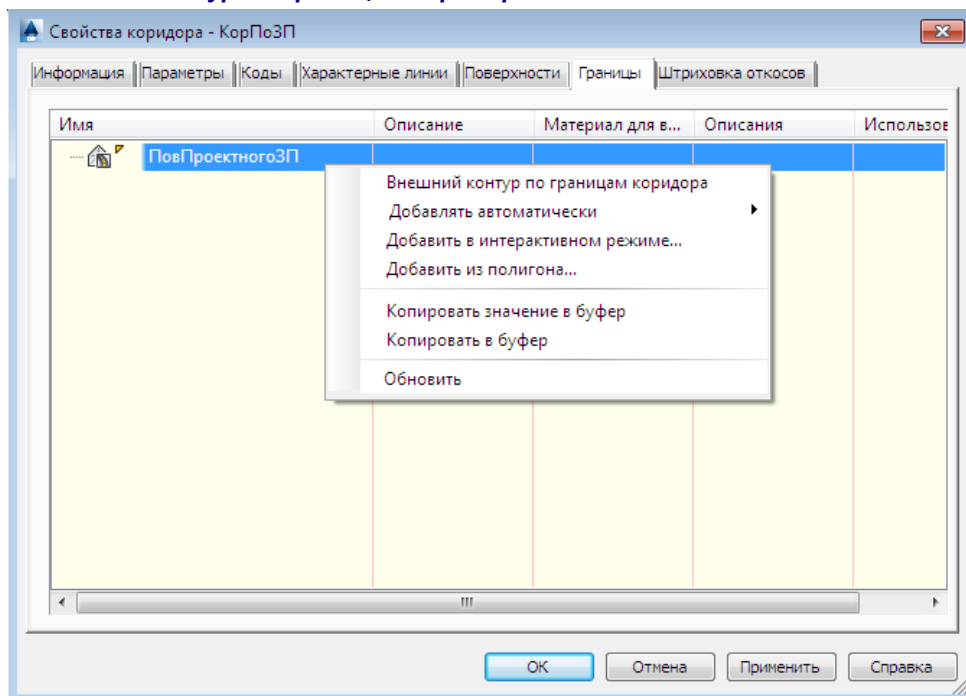 Свойства коридора - КорПоЗП
Информация Параметры Коды Характерные линии Поверхности Границы Штриховка откосов
Имя Описание Материал для в... Описания Использов
ПовПроектногоЗП
Внешний контур по границам коридора
Добавлять автоматически
Добавить в интерактивном режиме...
Добавить из полигона...
Копировать значение в буфер
Копировать в буфер
Обновить
ОК Отмена Применить Справка